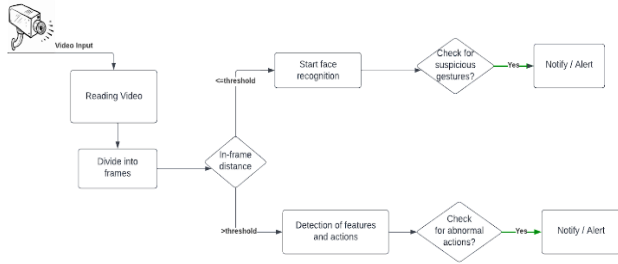 Video Input
Reading Video
Divide into
frames
In-frame
distance
<=threshold
Start face
recognition
Check for
suspicious
gestures?
Yes
Notify / Alert
>threshold
Detection of features
and actions
Check
for abnormal
actions?
Yes
Notify / Alert